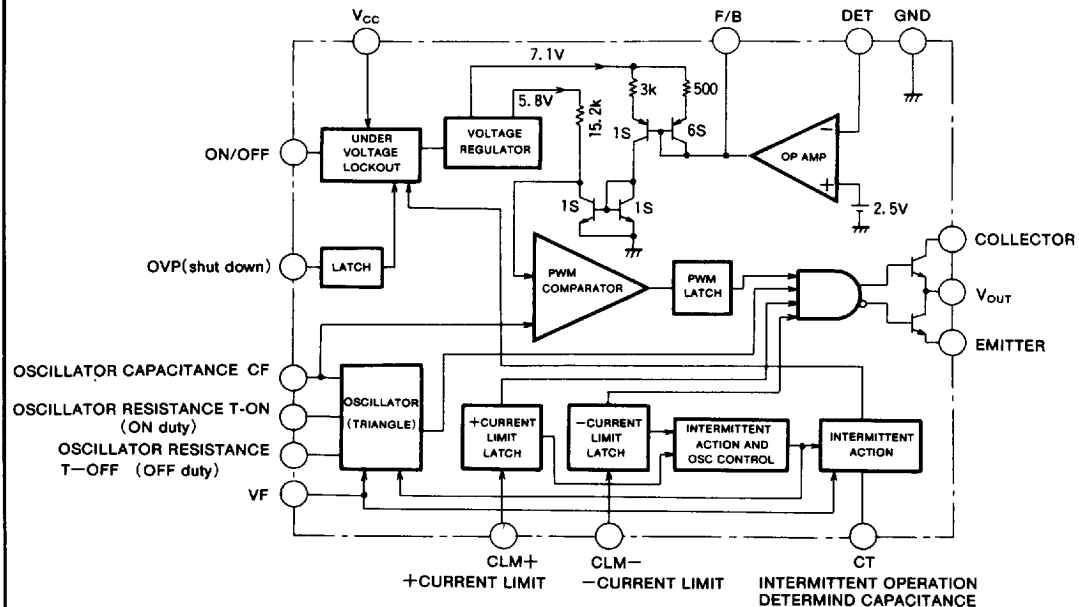 VCC
F/B
DET
GND
7.1V
5.8V
15.2k
3k
500
1S
6S
UNDER
VOLTAGE
LOCKOUT
VOLTAGE
REGULATOR
OP AMP
−
+
2.5V
ON/OFF
1S
1S
OVP(shut down)
LATCH
PWM
COMPARATOR
PWM
LATCH
COLLECTOR
VOUT
EMITTER
OSCILLATOR CAPACITANCE CF
OSCILLATOR RESISTANCE T-ON
(ON duty)
OSCILLATOR RESISTANCE
T−OFF (OFF duty)
VF
OSCILLATOR
(TRIANGLE)
+CURRENT
LIMIT
LATCH
−CURRENT
LIMIT
LATCH
INTERMITTENT
ACTION AND
OSC CONTROL
INTERMITTENT
ACTION
CLM+
+CURRENT LIMIT
CLM−
−CURRENT LIMIT
CT
INTERMITTENT OPERATION
DETERMIND CAPACITANCE